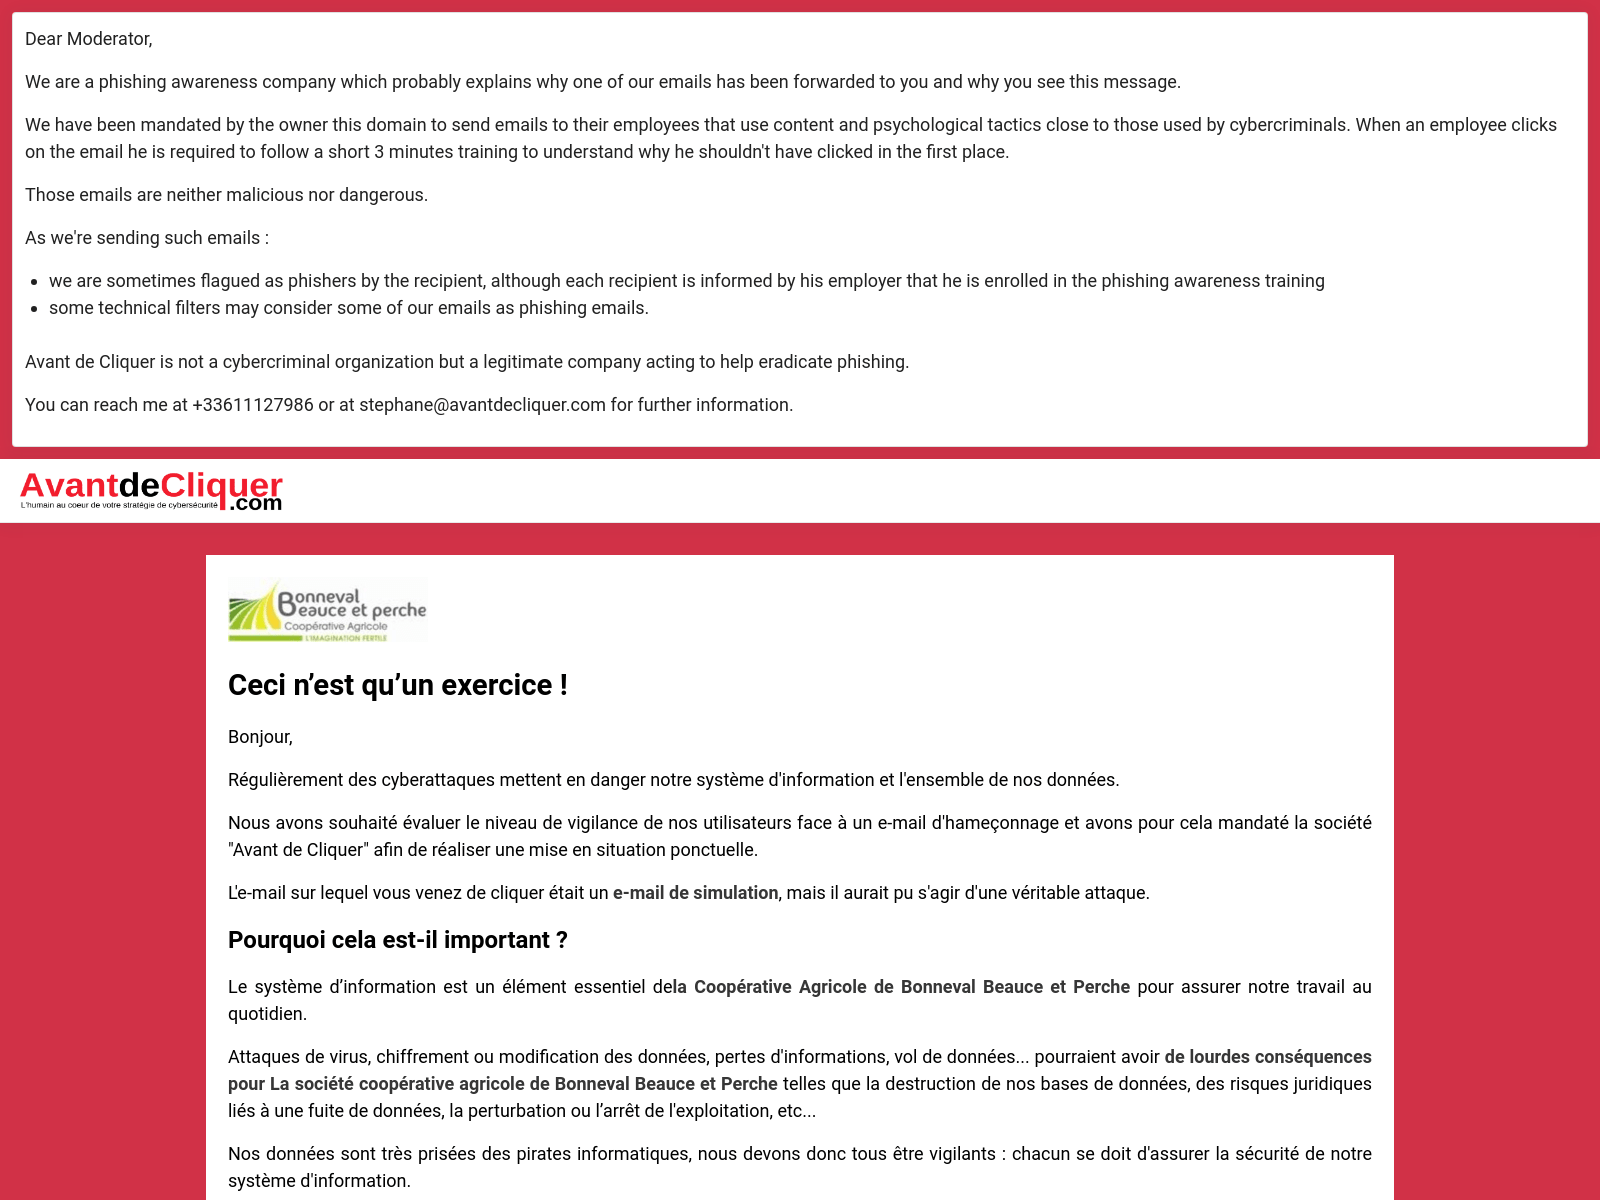 Dear Moderator,
We are a phishing awareness company which probably explains why one of our emails has been forwarded to you and why you see this message.
We have been mandated by the owner this domain to send emails to their employees that use content and psychological tactics close to those used by cybercriminals. When an employee clicks
on the email he is required to follow a short 3 minutes training to understand why he shouldn't have clicked in the first place.
Those emails are neither malicious nor dangerous.
As we're sending such emails :
• we are sometimes flagued as phishers by the recipient, although each recipient is informed by his employer that he is enrolled in the phishing awareness training
• some technical filters may consider some of our emails as phishing emails.
Avant de Cliquer is not a cybercriminal organization but a legitimate company acting to help eradicate phishing.
You can reach me at +33611127986 or at stephane@avantdecliquer.com for further information.
AvantdeCliquer
L'humain au coeur de votre stratégie de cybersécurité
.com
Bonneval
Beauce et perche
Coopérative Agricole
L'IMAGINATION FERTILE
Ceci n’est qu’un exercice !
Bonjour,
Régulièrement des cyberattaques mettent en danger notre système d'information et l'ensemble de nos données.
Nous avons souhaité évaluer le niveau de vigilance de nos utilisateurs face à un e-mail d'hameçonnage et avons pour cela mandaté la société
"Avant de Cliquer" afin de réaliser une mise en situation ponctuelle.
L'e-mail sur lequel vous venez de cliquer était un e-mail de simulation, mais il aurait pu s'agir d'une véritable attaque.
Pourquoi cela est-il important ?
Le système d’information est un élément essentiel dela Coopérative Agricole de Bonneval Beauce et Perche pour assurer notre travail au
quotidien.
Attaques de virus, chiffrement ou modification des données, pertes d'informations, vol de données... pourraient avoir de lourdes conséquences
pour La société coopérative agricole de Bonneval Beauce et Perche telles que la destruction de nos bases de données, des risques juridiques
liés à une fuite de données, la perturbation ou l’arrêt de l'exploitation, etc...
Nos données sont très prisées des pirates informatiques, nous devons donc tous être vigilants : chacun se doit d'assurer la sécurité de notre
système d'information.